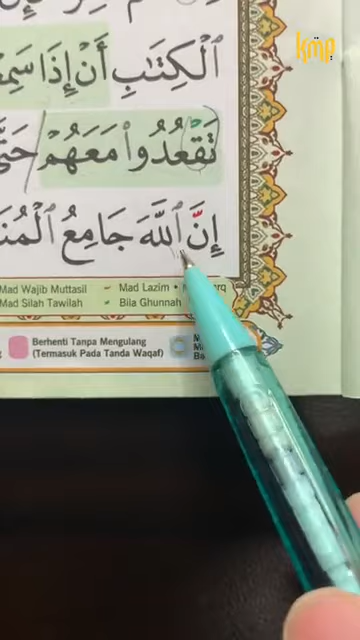 kmp
ٱلْكِتَٰبِ أَنْ إِذَا
تَقْعُدُوا۟ مَعَهُمْ
إِنَّ ٱللَّهَ جَامِعُ
Mad Wajib Muttasil
Mad Lazim
Mad Silah Tawilah
Bila Ghunnah
Berhenti Tanpa Mengulang
(Termasuk Pada Tanda Waqaf)